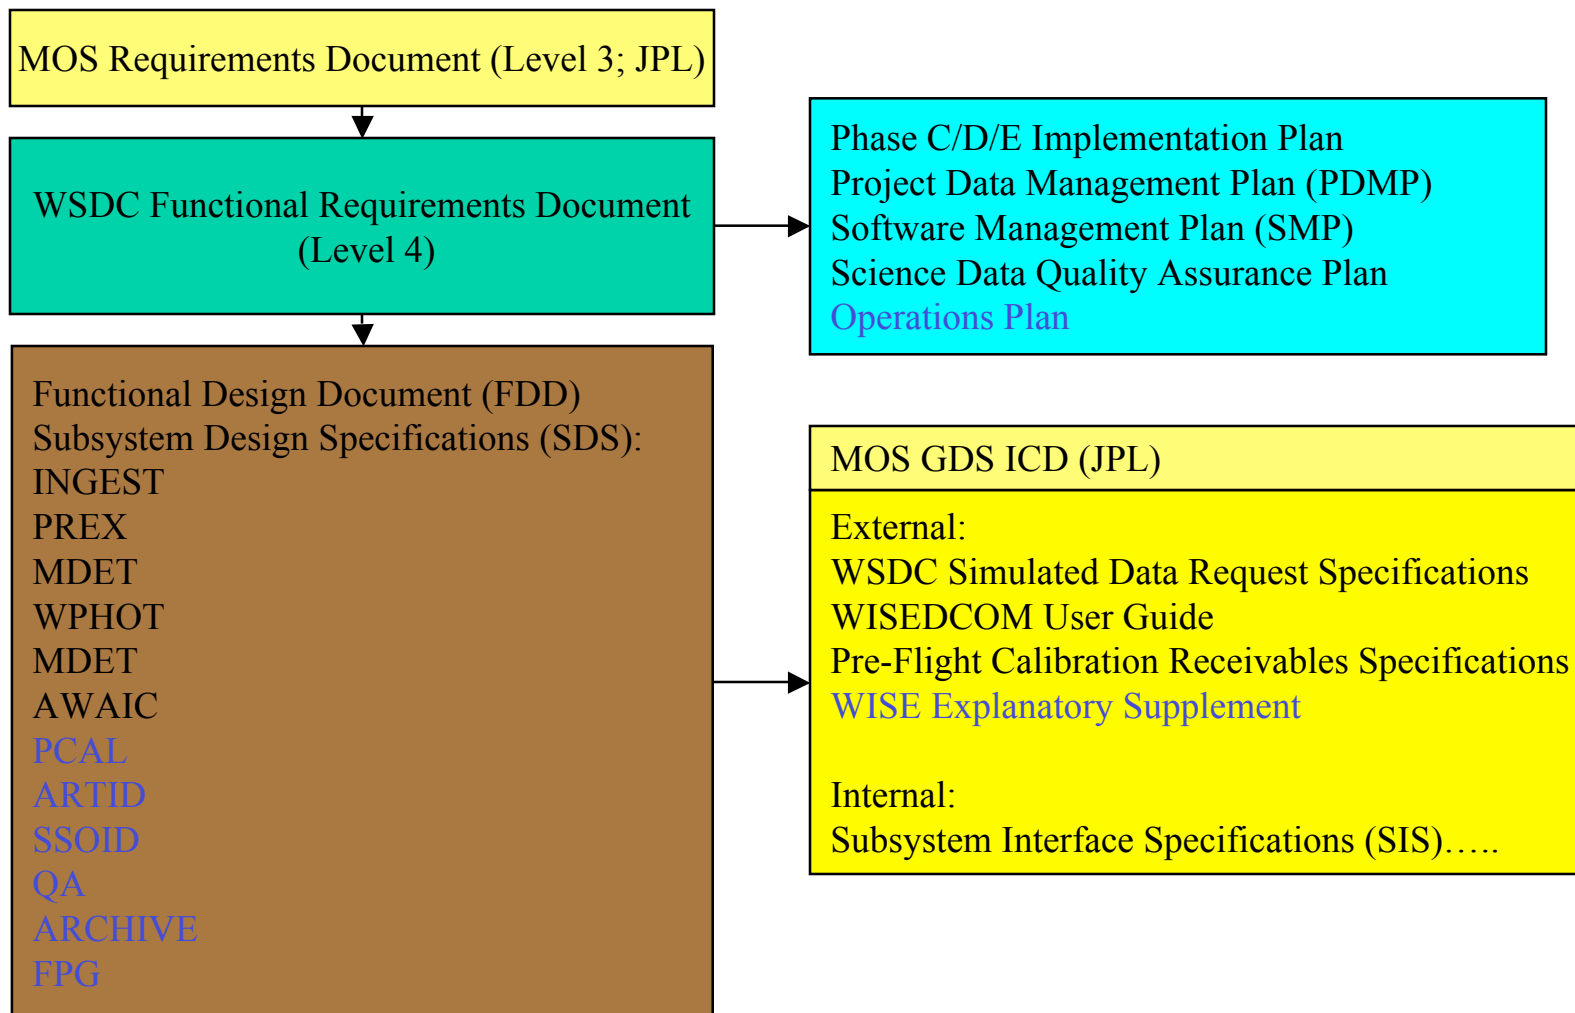 MOS Requirements Document (Level 3; JPL)
WSDC Functional Requirements Document
(Level 4)
Phase C/D/E Implementation Plan
Project Data Management Plan (PDMP)
Software Management Plan (SMP)
Science Data Quality Assurance Plan
Operations Plan
Functional Design Document (FDD)
Subsystem Design Specifications (SDS):
INGEST
PREX
MDET
WPHOT
MDET
AWAIC
PCAL
ARTID
SSOID
QA
ARCHIVE
FPG
MOS GDS ICD (JPL)
External:
WSDC Simulated Data Request Specifications
WISEDCOM User Guide
Pre-Flight Calibration Receivables Specifications
WISE Explanatory Supplement
Internal:
Subsystem Interface Specifications (SIS)…..